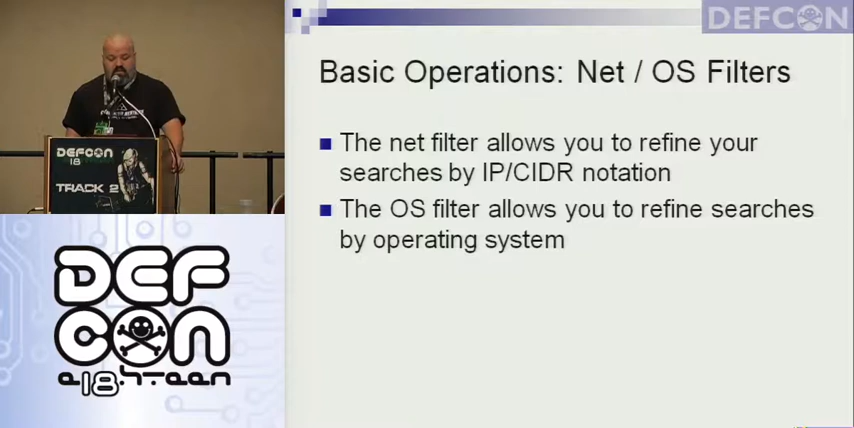 DEFCON
Basic Operations: Net / OS Filters
The net filter allows you to refine your
searches by IP/CIDR notation
The OS filter allows you to refine searches
by operating system
DEFCON
18
TRACK 2
DEF
CON
e18hteen